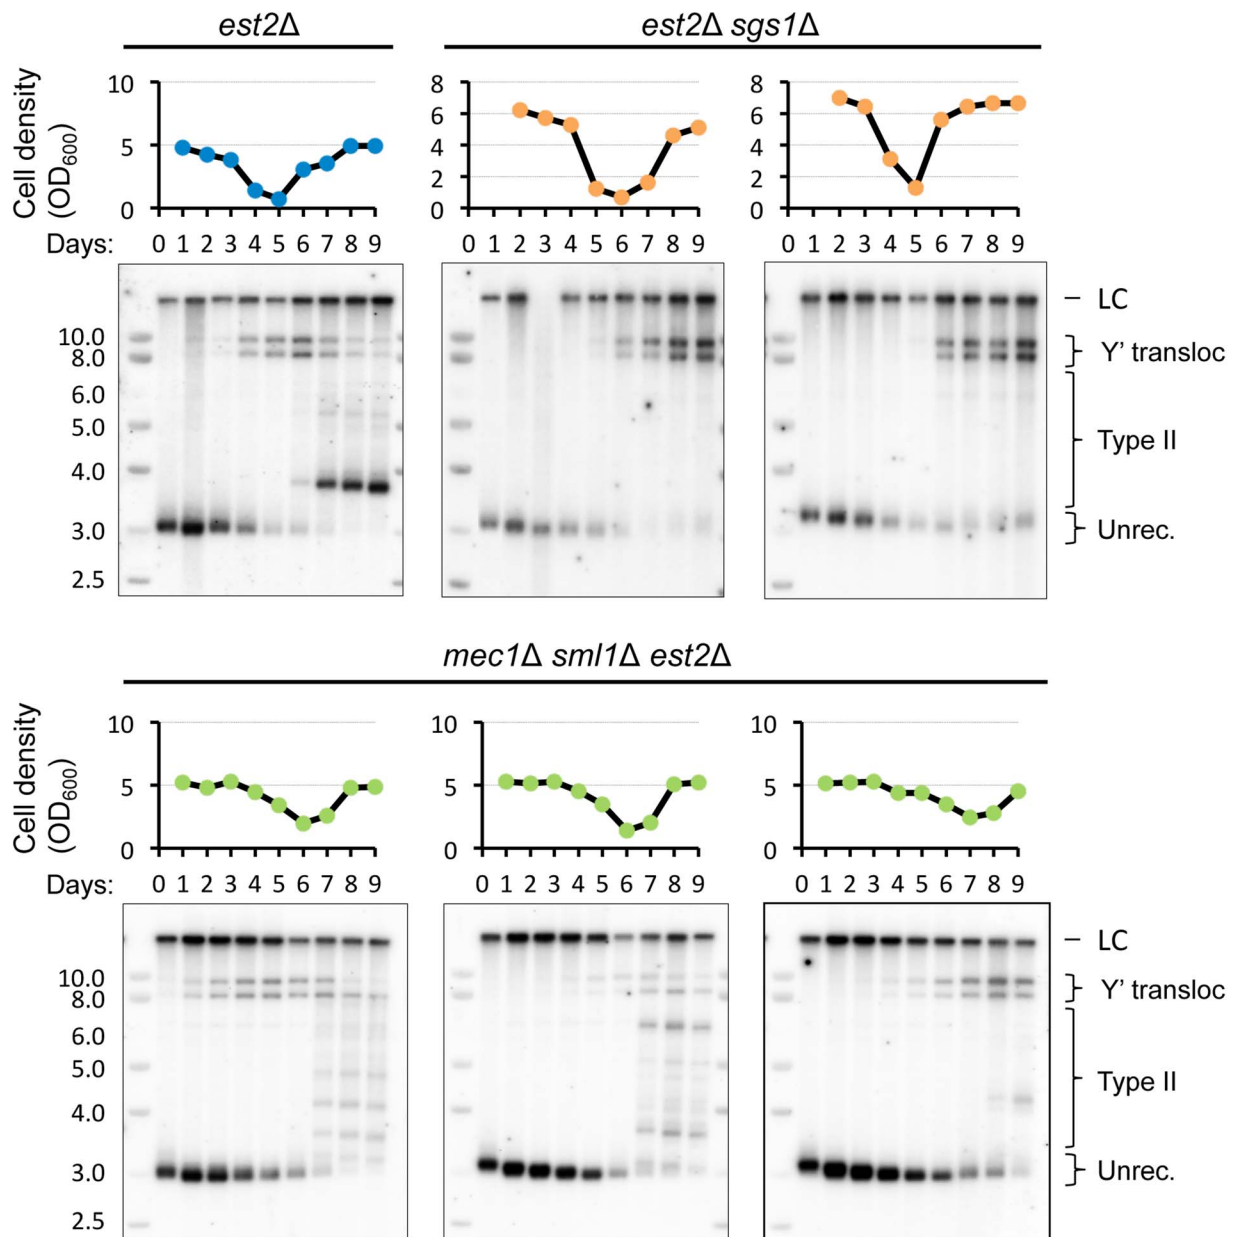 est2Δ est2Δ sgs1Δ
Cell density
(OD600)
10 8 8
6 6
5 4 4
2 2
0 0 0
Days: 0 1 2 3 4 5 6 7 8 9 0 1 2 3 4 5 6 7 8 9 0 1 2 3 4 5 6 7 8 9
LC
10.0
8.0 Y' transloc
6.0
5.0
Type II
4.0
3.0 Unrec.
2.5
mec1Δ sml1Δ est2Δ
Cell density
(OD600)
10 10 10
5 5 5
0 0 0
Days: 0 1 2 3 4 5 6 7 8 9 0 1 2 3 4 5 6 7 8 9 0 1 2 3 4 5 6 7 8 9
LC
10.0
8.0 Y' transloc
6.0
5.0
Type II
4.0
3.0 Unrec.
2.5